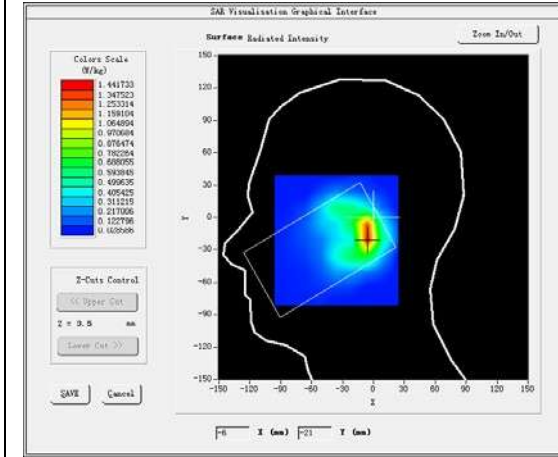 SAR Visualisation Graphical Interface
Surface Radiated Intensity
Zoom In/Out
Colors Scale
(W/kg)
1.441733
1.347523
1.253314
1.159104
1.064894
0.970684
0.876474
0.782264
0.688055
0.593845
0.499635
0.405425
0.311215
0.217006
0.122796
0.028586
Z-Cuts Control
<< Upper Cut
Z = 3.5 mm
Lower Cut >>
SAVE Cancel
150
120
90
60
30
0
-30
-60
-90
-120
-150
Y
-150 -120 -90 -60 -30 0 30 60 90 120 150
X
-6 X (mm) -21 Y (mm)